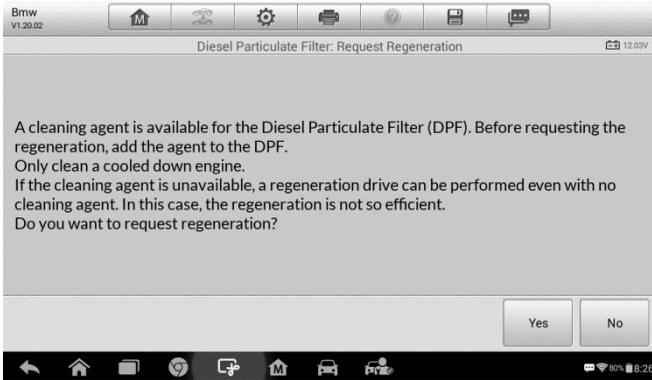 Bmw
V1.20.02
M
Diesel Particulate Filter: Request Regeneration
12.03V
A cleaning agent is available for the Diesel Particulate Filter (DPF). Before requesting the
regeneration, add the agent to the DPF.
Only clean a cooled down engine.
If the cleaning agent is unavailable, a regeneration drive can be performed even with no
cleaning agent. In this case, the regeneration is not so efficient.
Do you want to request regeneration?
Yes
No
M
80%
8:26